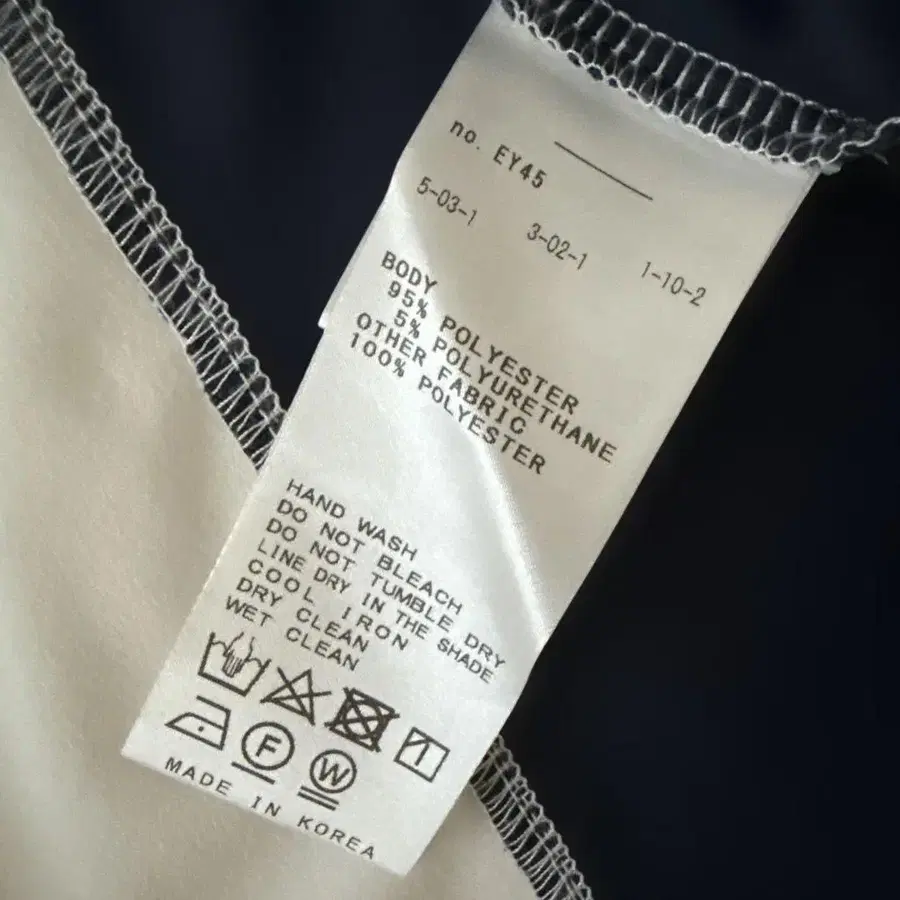 no. EY45
5-03-1 3-02-1 1-10-2
BODY
95% POLYESTER
5% POLYURETHANE
OTHER FABRIC
100% POLYESTER
HAND WASH
DO NOT BLEACH
DO NOT TUMBLE DRY
LINE DRY IN THE SHADE
COOL IRON
DRY CLEAN
WET CLEAN
F W
MADE IN KOREA